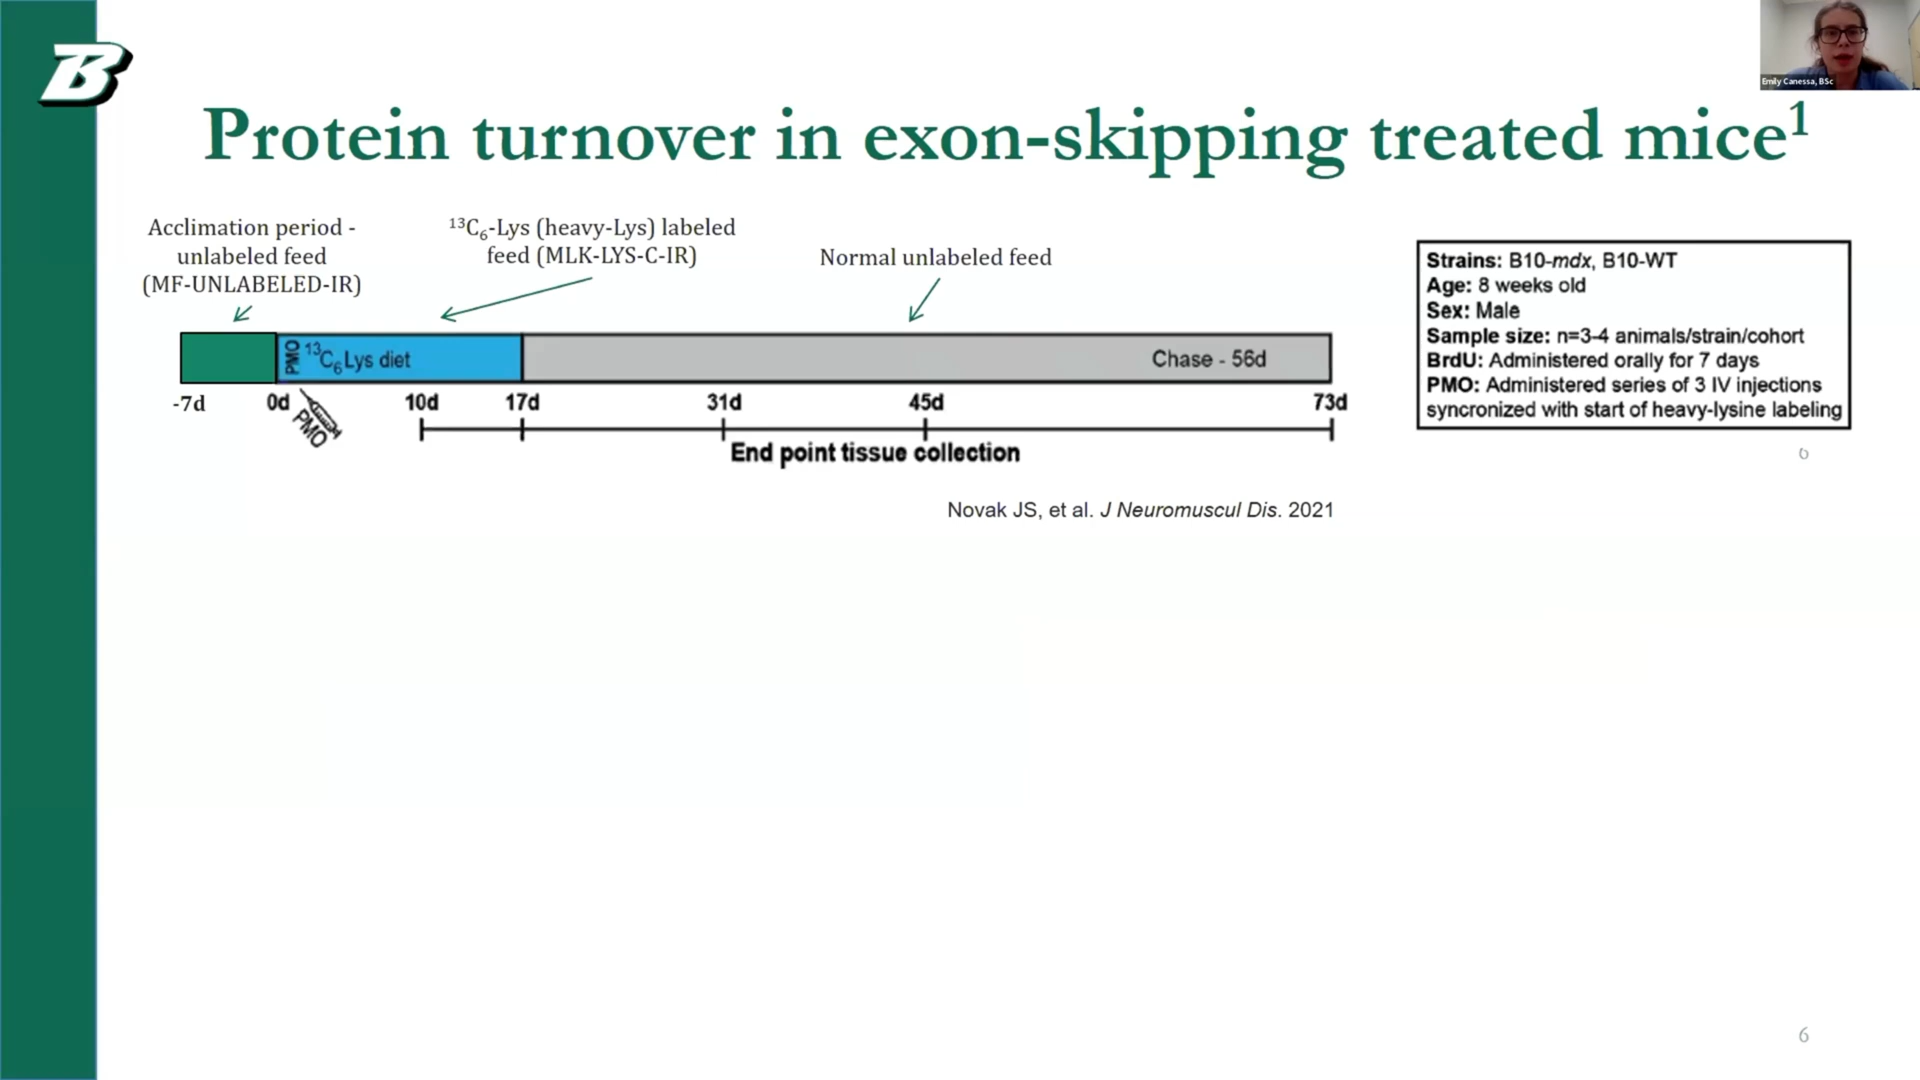 B
Emily Canessa, BSc
Protein turnover in exon-skipping treated mice¹
Acclimation period -
unlabeled feed
(MF-UNLABELED-IR)
¹³C₆-Lys (heavy-Lys) labeled
feed (MLK-LYS-C-IR)
Normal unlabeled feed
PMO
¹³C₆Lys diet
Chase - 56d
-7d
0d
10d
17d
31d
45d
73d
PMO
End point tissue collection
Strains: B10-mdx, B10-WT
Age: 8 weeks old
Sex: Male
Sample size: n=3-4 animals/strain/cohort
BrdU: Administered orally for 7 days
PMO: Administered series of 3 IV injections
syncronized with start of heavy-lysine labeling
6
Novak JS, et al. J Neuromuscul Dis. 2021
6